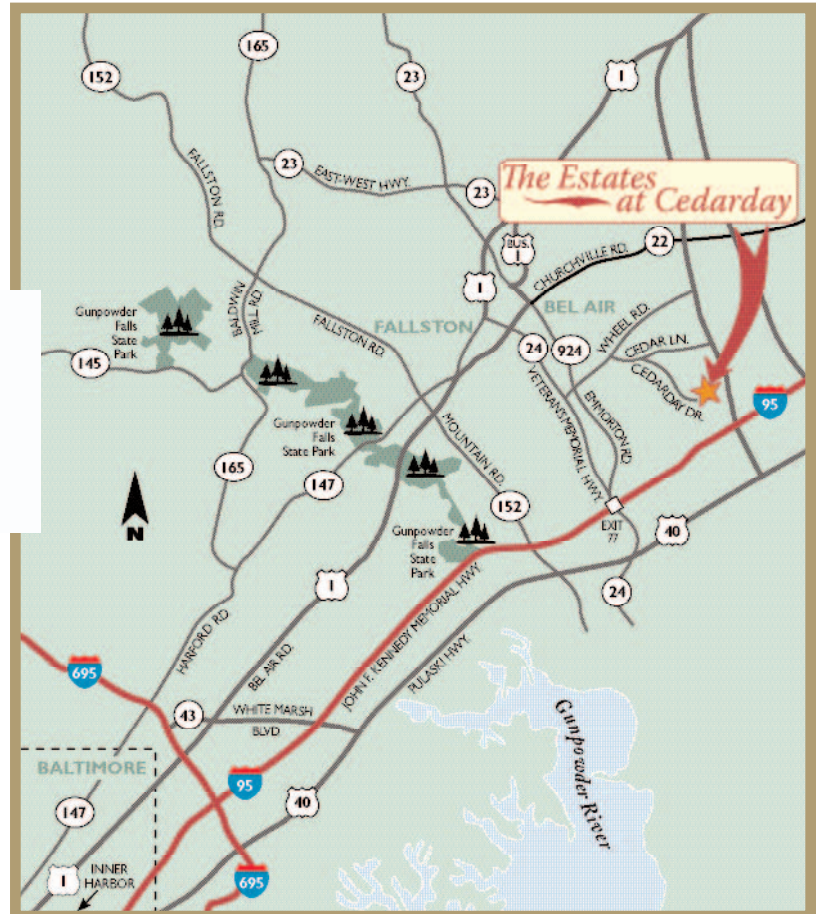 165
152
23
1
FALLSTON RD.
23
EAST-WEST HWY.
23
The Estates
at Cedarday
BUS.
1
CHURCHVILLE RD.
22
1
BEL AIR
Gunpowder
Falls
State
Park
BALDWIN
MILL RD
FALLSTON RD.
FALLSTON
24
924
WHEEL RD.
CEDAR LN.
CEDARDAY DR.
145
95
VETERAN'S MEMORIAL HWY.
EMMORTON RD
Gunpowder
Falls
State Park
MOUNTAIN RD.
165
147
152
EXIT
77
40
N
Gunpowder
Falls
State
Park
1
24
HARFORD RD
BEL AIR RD.
JOHN F. KENNEDY MEMORIAL HWY.
PULASKI HWY.
695
43
WHITE MARSH
BLVD
Gunpowder River
BALTIMORE
95
40
147
1
INNER
HARBOR
695